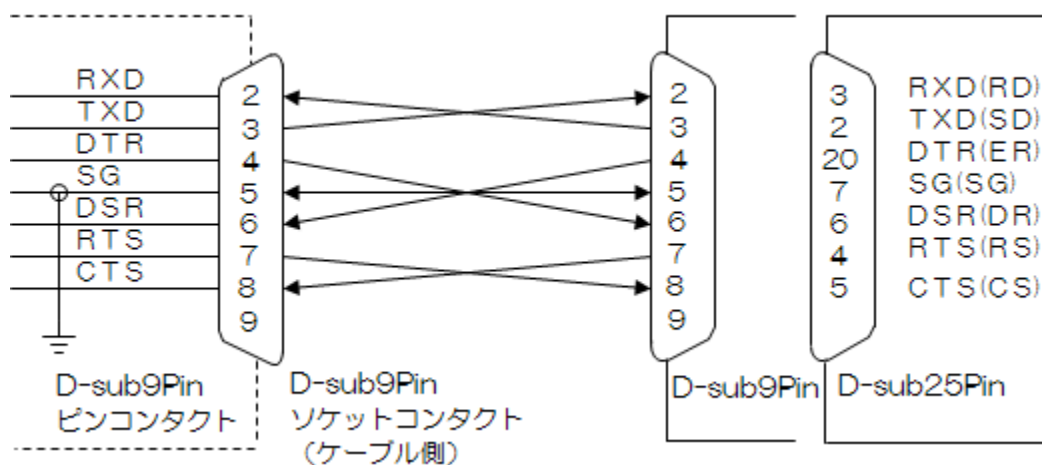 RXD
TXD
DTR
SG
DSR
RTS
CTS
2
3
4
5
6
7
8
9
2
3
4
5
6
7
8
9
3
2
20
7
6
4
5
RXD(RD)
TXD(SD)
DTR(ER)
SG(SG)
DSR(DR)
RTS(RS)
CTS(CS)
D-sub9Pin
ピンコンタクト
D-sub9Pin
ソケットコンタクト
（ケーブル側）
D-sub9Pin
D-sub25Pin